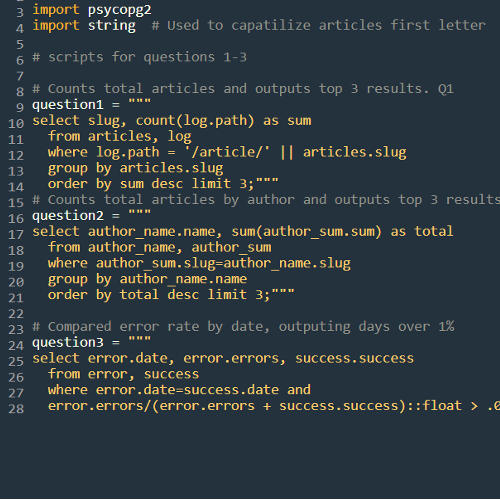 3 import psycopg2
4 import string  # Used to capatilize articles first letter
5
6 # scripts for questions 1-3
7
8 # Counts total articles and outputs top 3 results. Q1
9 question1 = """
10 select slug, count(log.path) as sum
11   from articles, log
12   where log.path = '/article/' || articles.slug
13   group by articles.slug
14   order by sum desc limit 3;"""
15 # Counts total articles by author and outputs top 3 results
16 question2 = """
17 select author_name.name, sum(author_sum.sum) as total
18   from author_name, author_sum
19   where author_sum.slug=author_name.slug
20   group by author_name.name
21   order by total desc limit 3;"""
22
23 # Compared error rate by date, outputing days over 1%
24 question3 = """
25 select error.date, error.errors, success.success
26   from error, success
27   where error.date=success.date and
28   error.errors/(error.errors + success.success)::float > .0